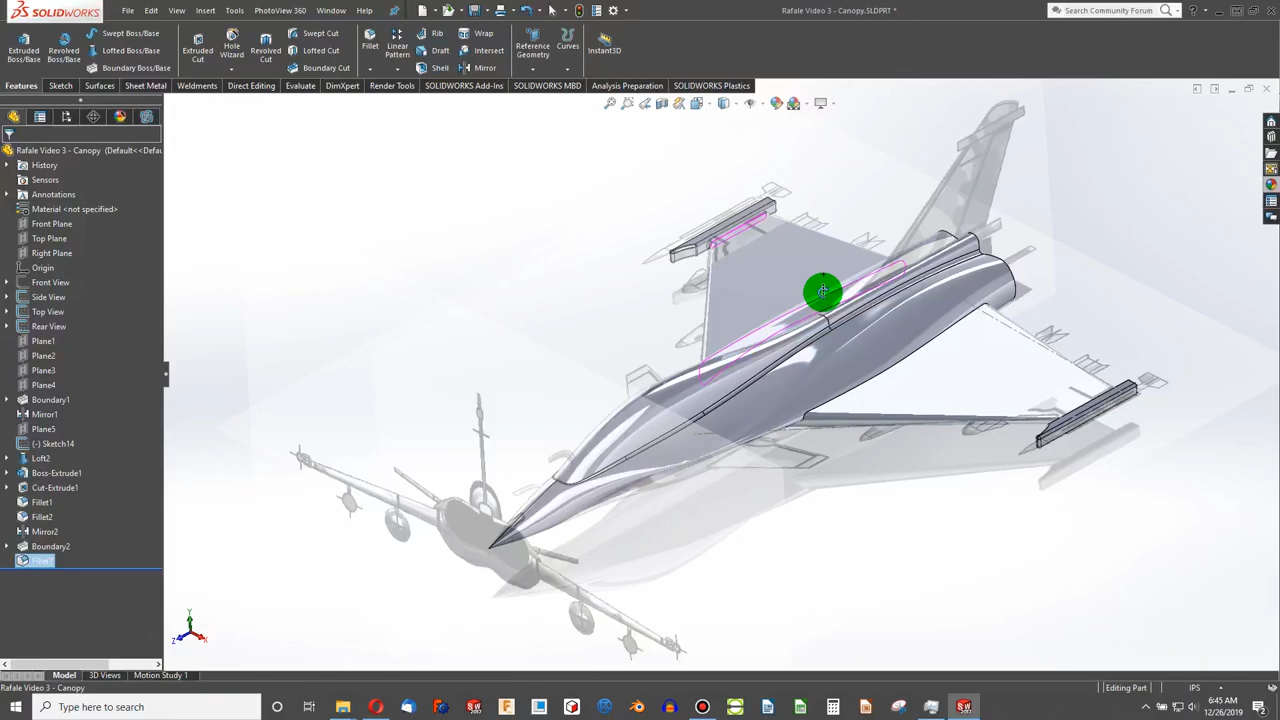 SOLIDWORKS
File
Edit
View
Insert
Tools
PhotoView 360
Window
Help
Rafale Video 3 - Canopy.SLDPRT *
Search Community Forum
Extruded Boss/Base
Revolved Boss/Base
Swept Boss/Base
Lofted Boss/Base
Boundary Boss/Base
Extruded Cut
Hole Wizard
Revolved Cut
Swept Cut
Lofted Cut
Boundary Cut
Fillet
Linear Pattern
Rib
Draft
Shell
Wrap
Intersect
Mirror
Reference Geometry
Curves
Instant3D
Features
Sketch
Surfaces
Sheet Metal
Weldments
Direct Editing
Evaluate
DimXpert
Render Tools
SOLIDWORKS Add-Ins
SOLIDWORKS MBD
Analysis Preparation
SOLIDWORKS Plastics
Rafale Video 3 - Canopy (Default<<Defau
History
Sensors
Annotations
Material <not specified>
Front Plane
Top Plane
Right Plane
Origin
Front View
Side View
Top View
Rear View
Plane1
Plane2
Plane3
Plane4
Boundary1
Mirror1
Plane5
(-) Sketch14
Loft2
Boss-Extrude1
Cut-Extrude1
Fillet1
Fillet2
Mirror2
Boundary2
Y
Z
X
Model
3D Views
Motion Study 1
Rafale Video 3 - Canopy
Editing Part
IPS
Type here to search
6:45 AM
12/26/2019